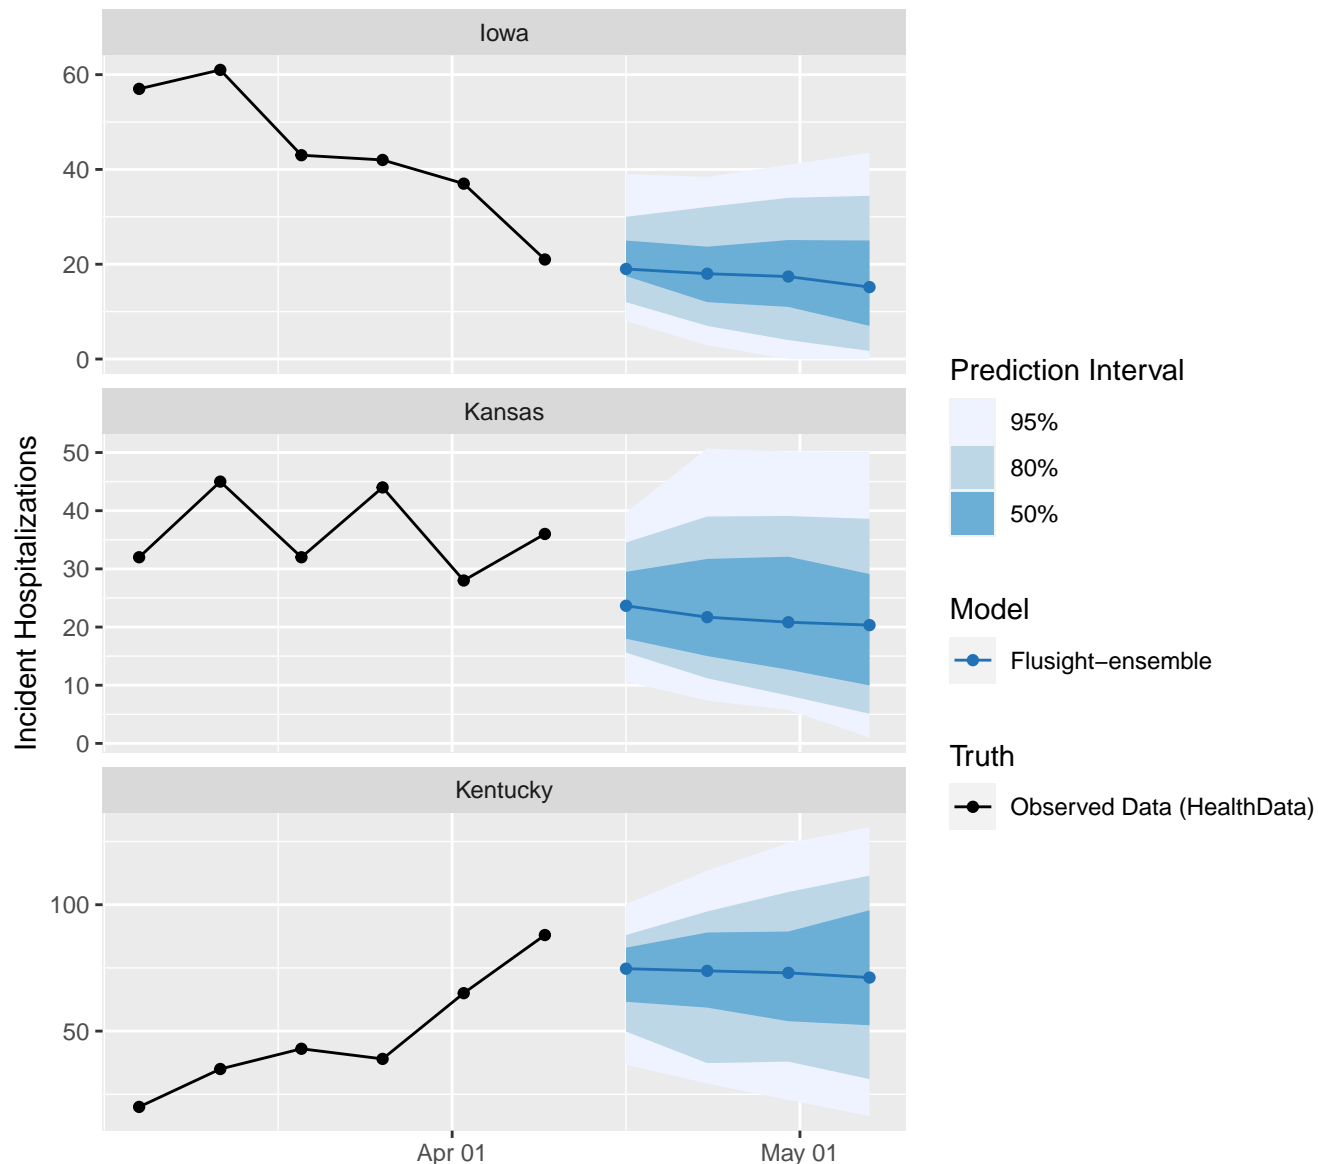 Iowa
60
40
20
0
Kansas
50
40
30
20
10
0
Kentucky
100
50
Apr 01
May 01
Incident Hospitalizations
Prediction Interval
95%
80%
50%
Model
Flusight−ensemble
Truth
Observed Data (HealthData)